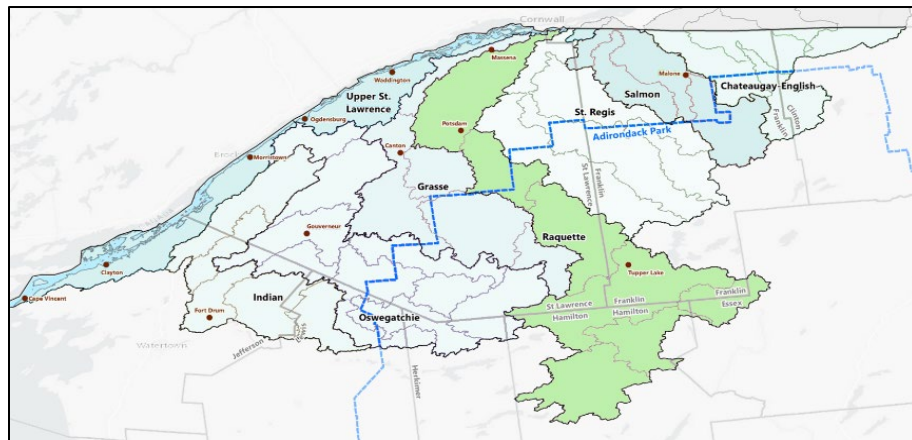 Cornwall
Massena
Waddington
Malone
Chateaugay-English
Upper St.
Lawrence
Salmon
St. Regis
Ogdensburg
Potsdam
Clinton
Franklin
Adirondack Park
Canton
Morristown
Grasse
St Lawrence
Franklin
Gouverneur
Raquette
Clayton
Tupper Lake
Cape Vincent
Indian
St Lawrence
Hamilton
Franklin
Hamilton
Franklin
Essex
Fort Drum
Oswegatchie
Lewis
Watertown
Jefferson
Herkimer